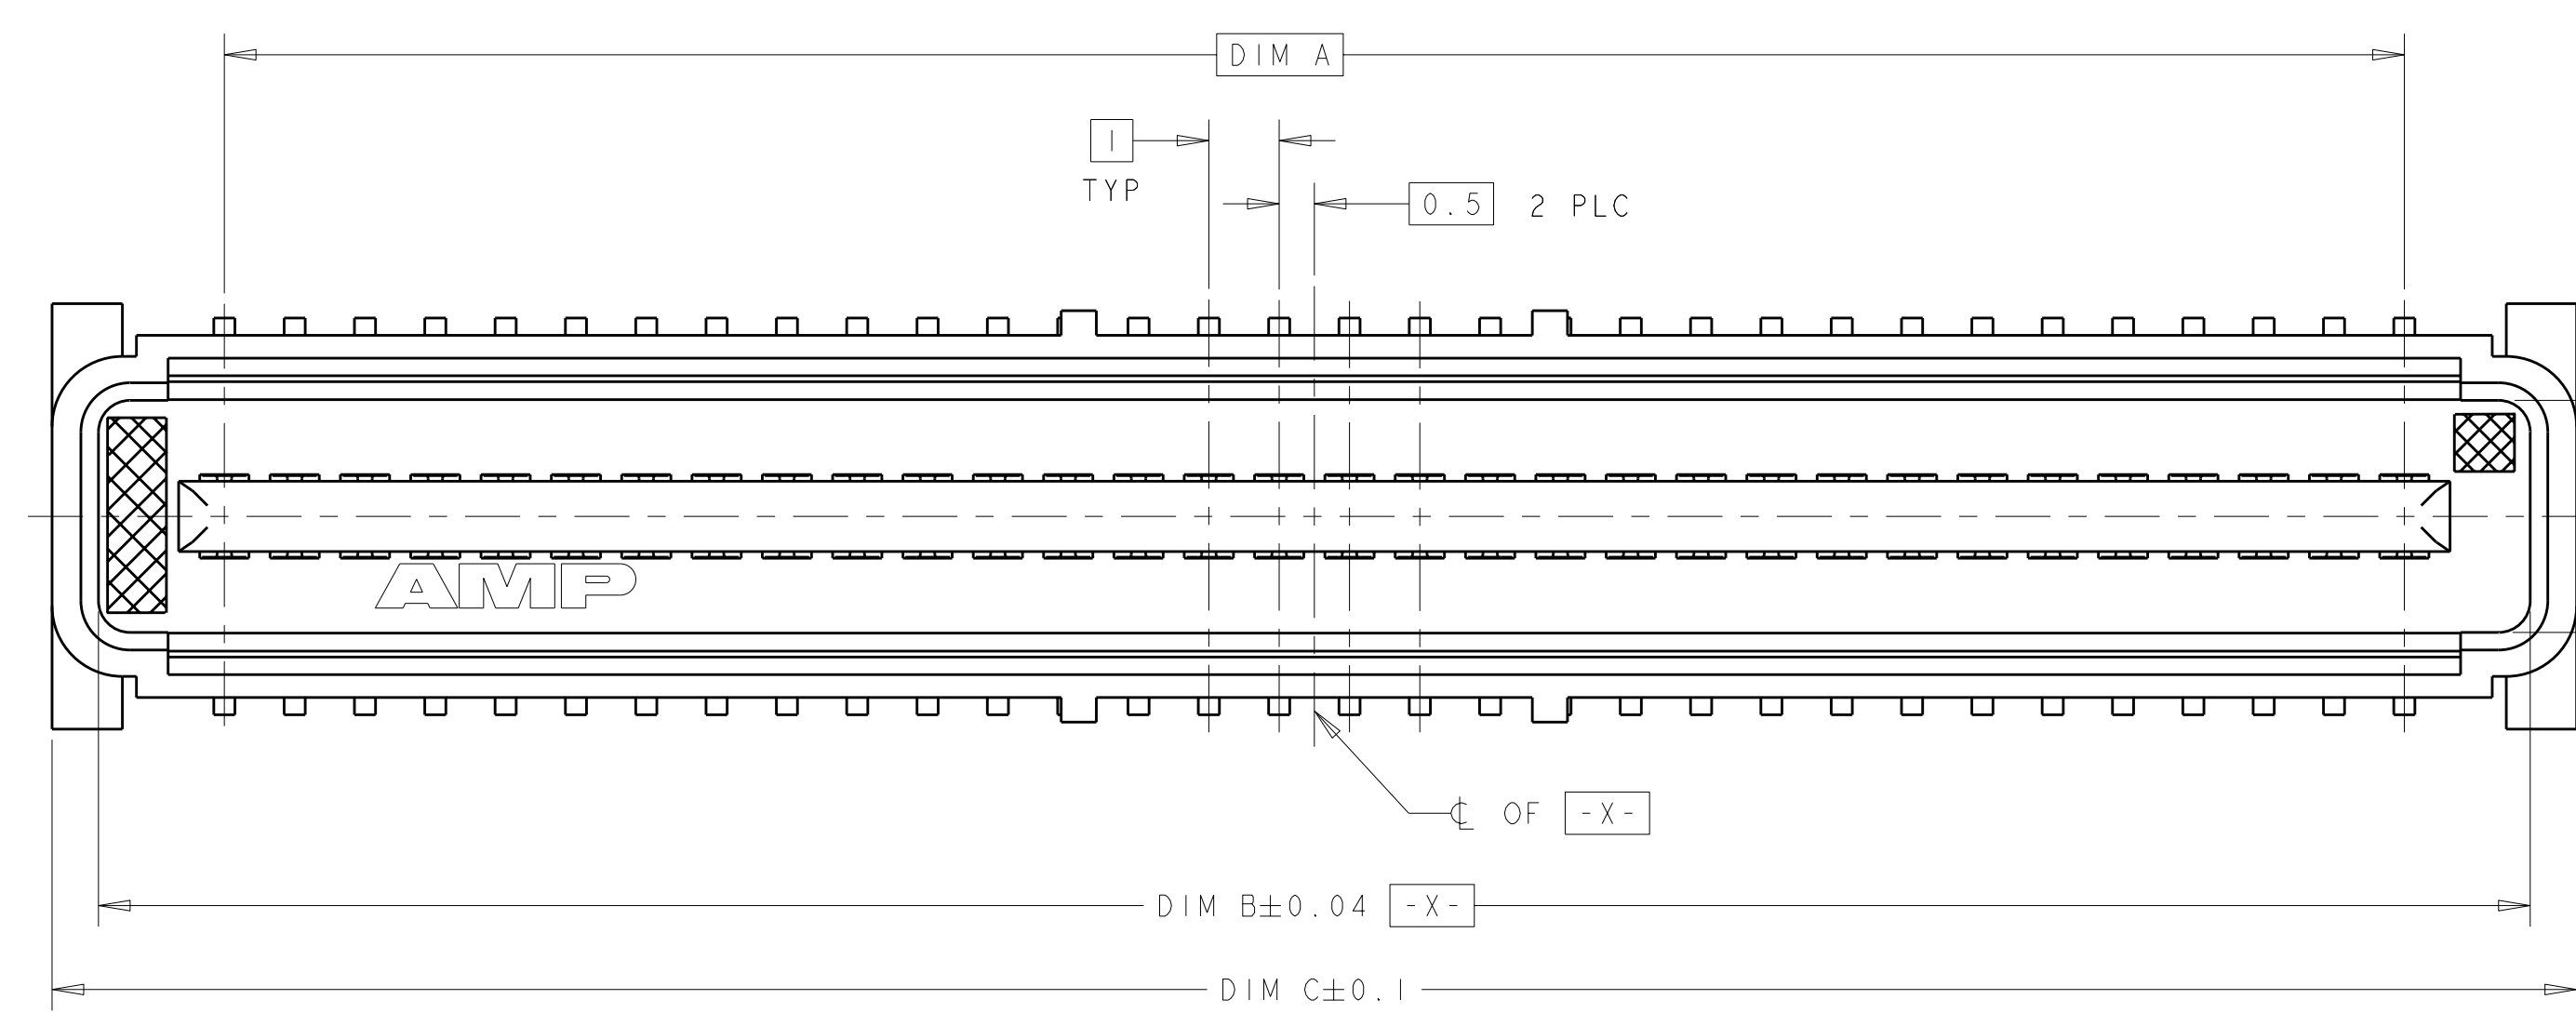 DIM A
1
TYP
0.5 2 PLC
AMP
℄ OF -X-
DIM B±0.04 -X-
DIM C±0.1